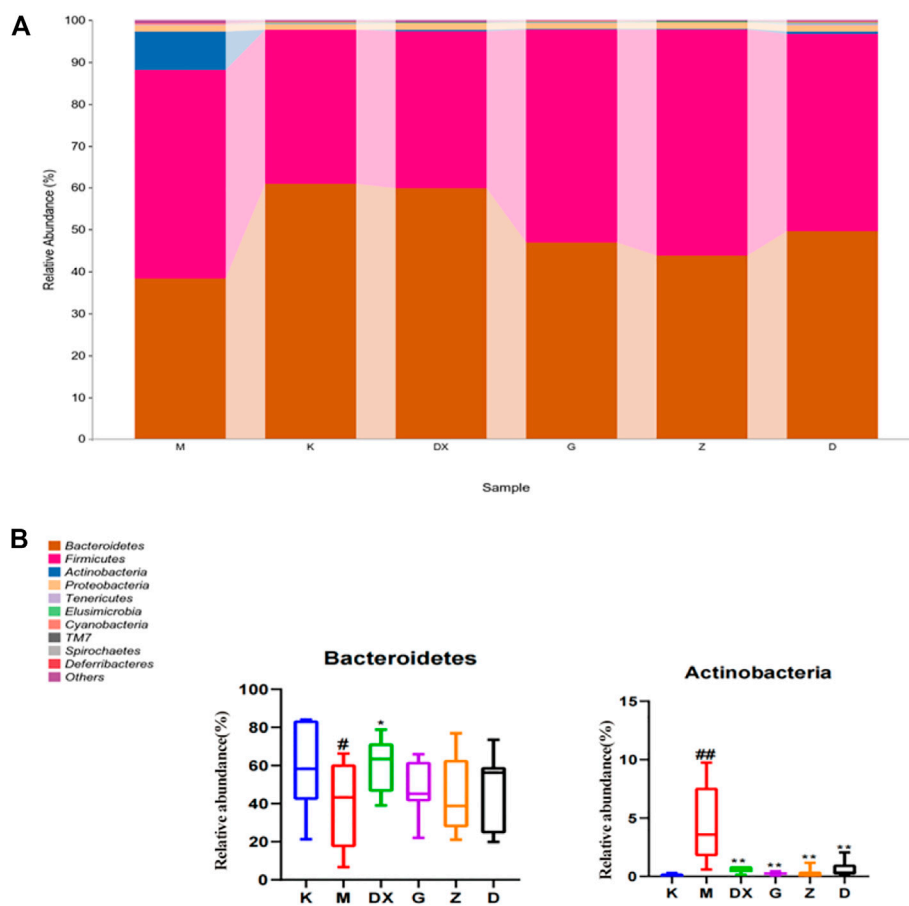 A
100
90
80
70
60
50
40
30
20
10
0
Relative Abundance (%)
M K DX G Z D
Sample
B
Bacteroidetes
Firmicutes
Actinobacteria
Proteobacteria
Tenericutes
Elusimicrobia
Cyanobacteria
TM7
Spirochaetes
Deferribacteres
Others
Bacteroidetes
Relative abundance(%)
100
80
60
40
20
0
#
*
K M DX G Z D
Actinobacteria
Relative abundance(%)
15
10
5
0
##
** ** ** **
K M DX G Z D